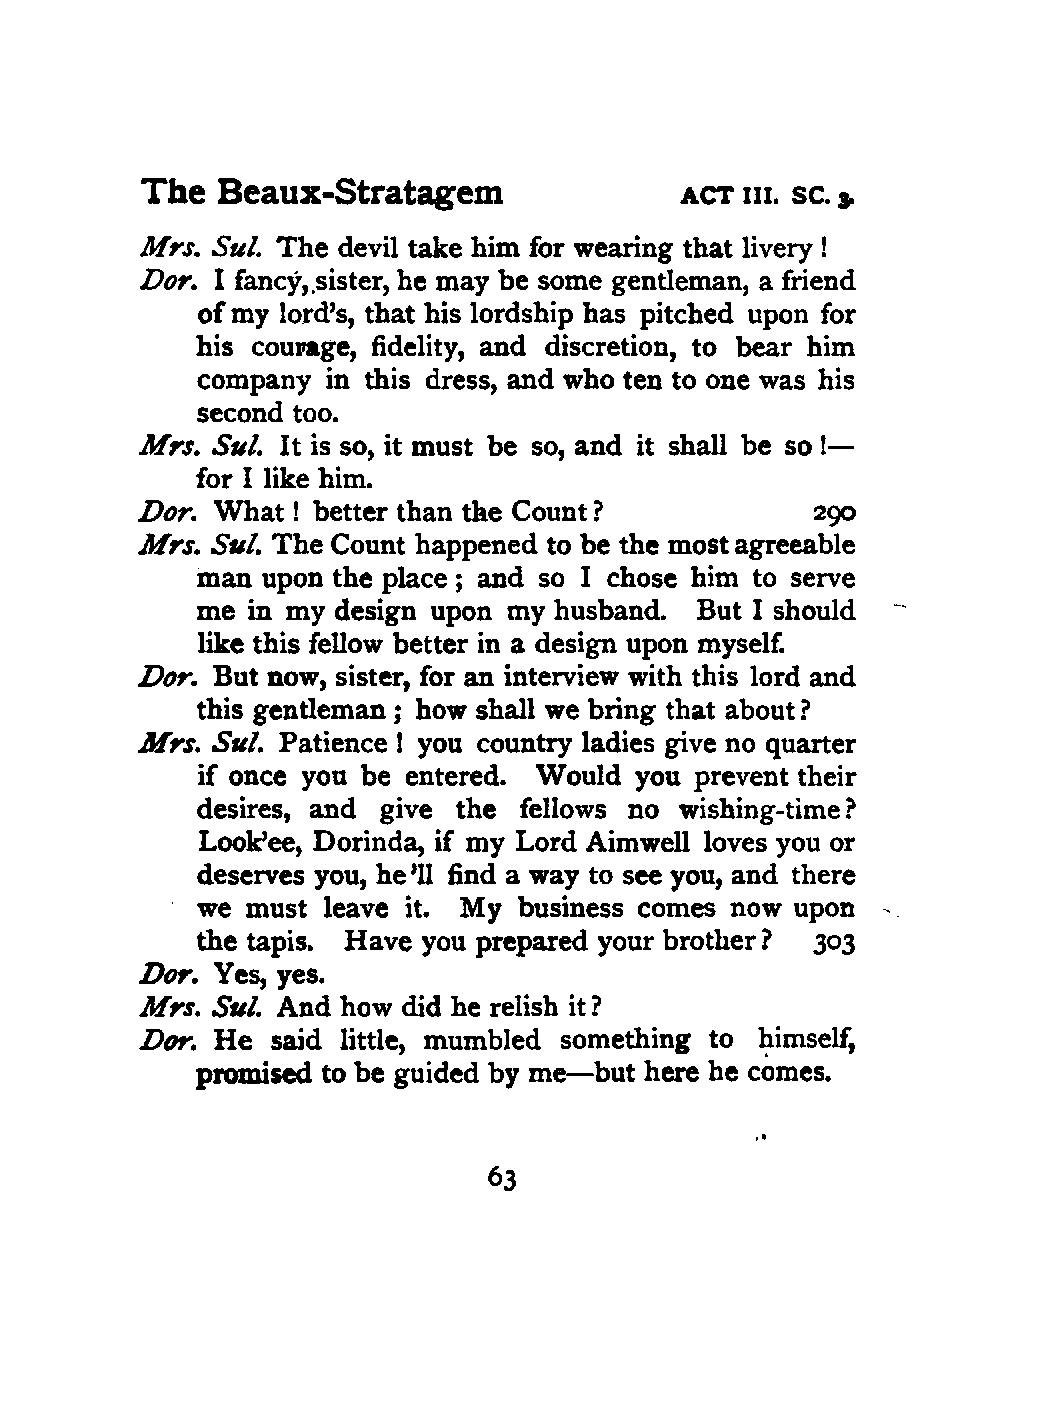 The Beaux-Stratagem ACT III. SC. 3.
Mrs. Sul. The devil take him for wearing that livery!
Dor. I fancy, sister, he may be some gentleman, a friend
of my lord's, that his lordship has pitched upon for
his courage, fidelity, and discretion, to bear him
company in this dress, and who ten to one was his
second too.
Mrs. Sul. It is so, it must be so, and it shall be so!—
for I like him.
Dor. What! better than the Count? 290
Mrs. Sul. The Count happened to be the most agreeable
man upon the place; and so I chose him to serve
me in my design upon my husband. But I should
like this fellow better in a design upon myself.
Dor. But now, sister, for an interview with this lord and
this gentleman; how shall we bring that about?
Mrs. Sul. Patience! you country ladies give no quarter
if once you be entered. Would you prevent their
desires, and give the fellows no wishing-time?
Look'ee, Dorinda, if my Lord Aimwell loves you or
deserves you, he'll find a way to see you, and there
we must leave it. My business comes now upon
the tapis. Have you prepared your brother? 303
Dor. Yes, yes.
Mrs. Sul. And how did he relish it?
Dor. He said little, mumbled something to himself,
promised to be guided by me—but here he comes.
63